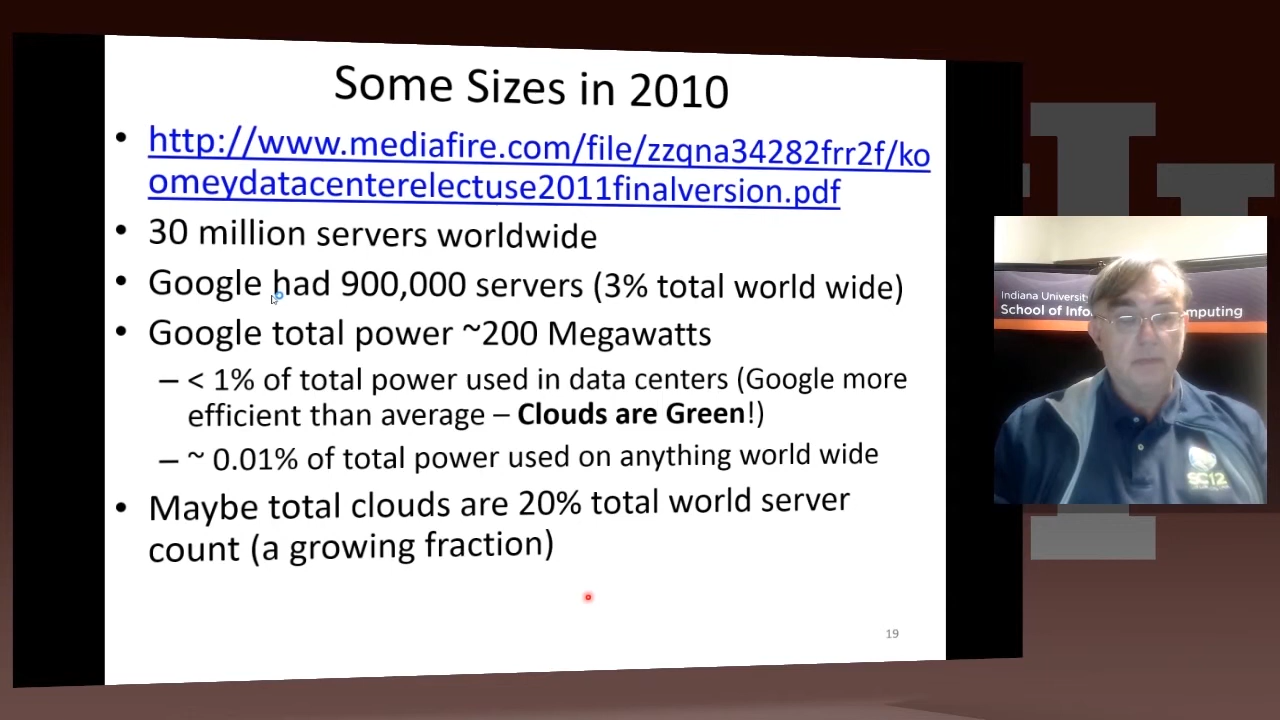 Some Sizes in 2010
• http://www.mediafire.com/file/zzqna34282frr2f/ko
omeydatacenterelectuse2011finalversion.pdf
• 30 million servers worldwide
• Google had 900,000 servers (3% total world wide)
• Google total power ~200 Megawatts
– < 1% of total power used in data centers (Google more
efficient than average – Clouds are Green!)
– ~ 0.01% of total power used on anything world wide
• Maybe total clouds are 20% total world server
count (a growing fraction)
19
Indiana University
School of Info mputing
SC12